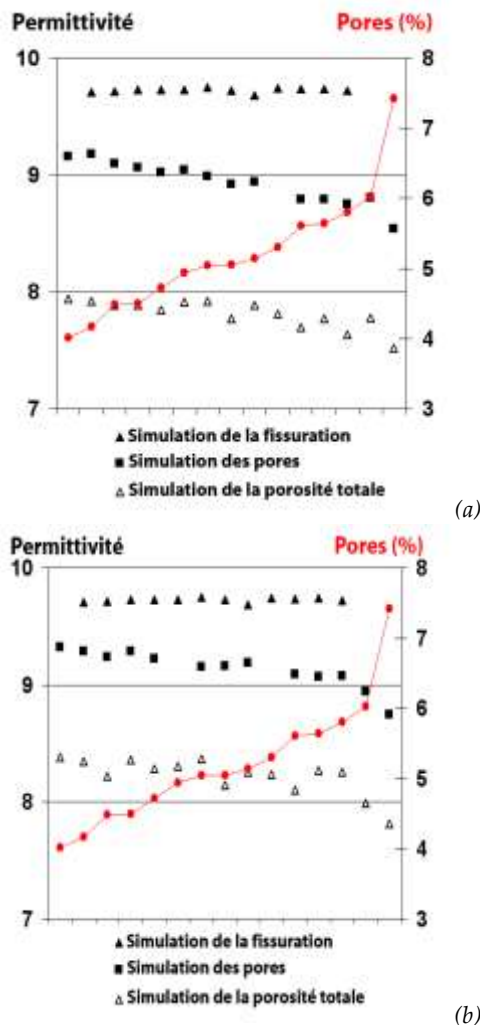 Permittivité Pores (%)
10 8
7
9 6
5
8
4
7 3
▲ Simulation de la fissuration
■ Simulation des pores
△ Simulation de la porosité totale
(a)
Permittivité Pores (%)
10 8
7
9 6
5
8
4
7 3
▲ Simulation de la fissuration
■ Simulation des pores
△ Simulation de la porosité totale
(b)